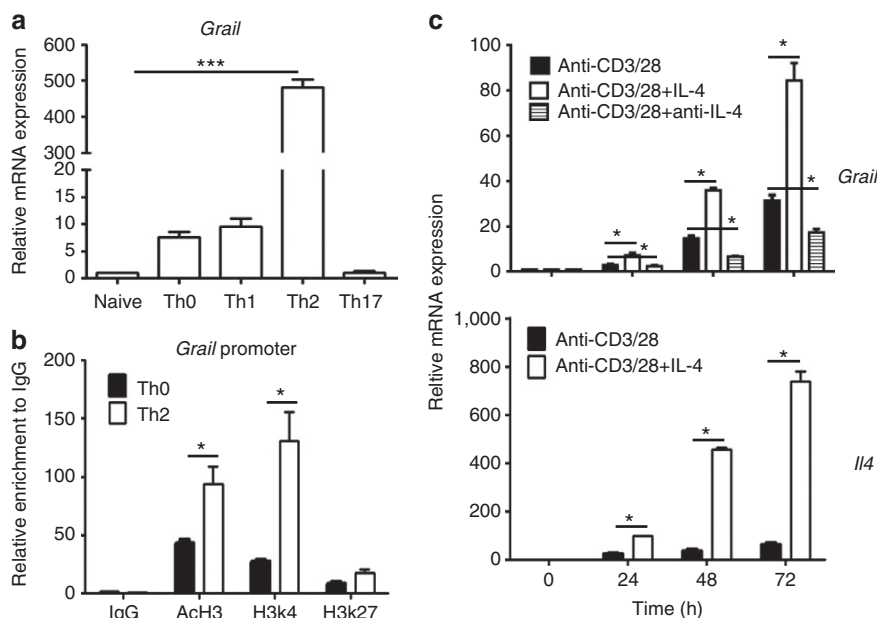 a
Grail
***
Relative mRNA expression
600
500
400
300
200
100
20
15
10
5
0
Naive Th0 Th1 Th2 Th17
b
Grail promoter
Relative enrichment to IgG
200
150
100
50
0
Th0
Th2
*
*
IgG AcH3 H3k4 H3k27
c
Reltive mRNA expression
100
80
60
40
20
0
Anti-CD3/28
Anti-CD3/28+IL-4
Anti-CD3/28+anti-IL-4
* *
* *
* *
Grail
1,000
800
600
400
200
0
Anti-CD3/28
Anti-CD3/28+IL-4
*
*
*
Il4
0 24 48 72
Time (h)